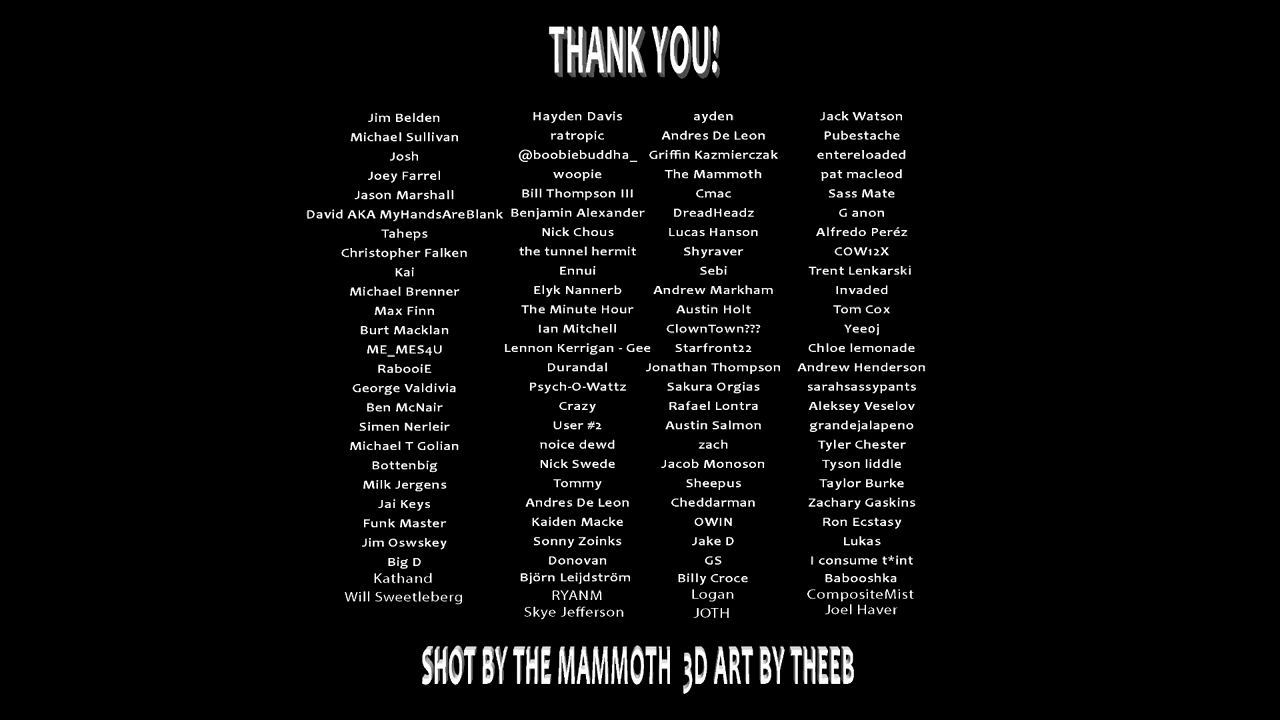 THANK YOU!
Jim Belden
Michael Sullivan
Josh
Joey Farrel
Jason Marshall
David AKA MyHandsAreBlank
Taheps
Christopher Falken
Kai
Michael Brenner
Max Finn
Burt Macklan
ME_MES4U
RabooiE
George Valdivia
Ben McNair
Simen Nerleir
Michael T Golian
Bottenbig
Milk Jergens
Jai Keys
Funk Master
Jim Oswskey
Big D
Kathand
Will Sweetleberg
Hayden Davis
ratropic
@boobiebuddha_
woopie
Bill Thompson III
Benjamin Alexander
Nick Chous
the tunnel hermit
Ennui
Elyk Nannerb
The Minute Hour
Ian Mitchell
Lennon Kerrigan - Gee
Durandal
Psych-O-Wattz
Crazy
User #2
noice dewd
Nick Swede
Tommy
Andres De Leon
Kaiden Macke
Sonny Zoinks
Donovan
Björn Leijdström
RYANM
Skye Jefferson
ayden
Andres De Leon
Griffin Kazmierczak
The Mammoth
Cmac
DreadHeadz
Lucas Hanson
Shyraver
Sebi
Andrew Markham
Austin Holt
ClownTown???
Starfront22
Jonathan Thompson
Sakura Orgias
Rafael Lontra
Austin Salmon
zach
Jacob Monoson
Sheepus
Cheddarman
OWIN
Jake D
GS
Billy Croce
Logan
JOTH
Jack Watson
Pubestache
entereloaded
pat macleod
Sass Mate
G anon
Alfredo Peréz
COW12X
Trent Lenkarski
Invaded
Tom Cox
Yee0j
Chloe lemonade
Andrew Henderson
sarahsassypants
Aleksey Veselov
grandejalapeno
Tyler Chester
Tyson liddle
Taylor Burke
Zachary Gaskins
Ron Ecstasy
Lukas
I consume t*int
Babooshka
CompositeMist
Joel Haver
SHOT BY THE MAMMOTH 3D ART BY THEEB